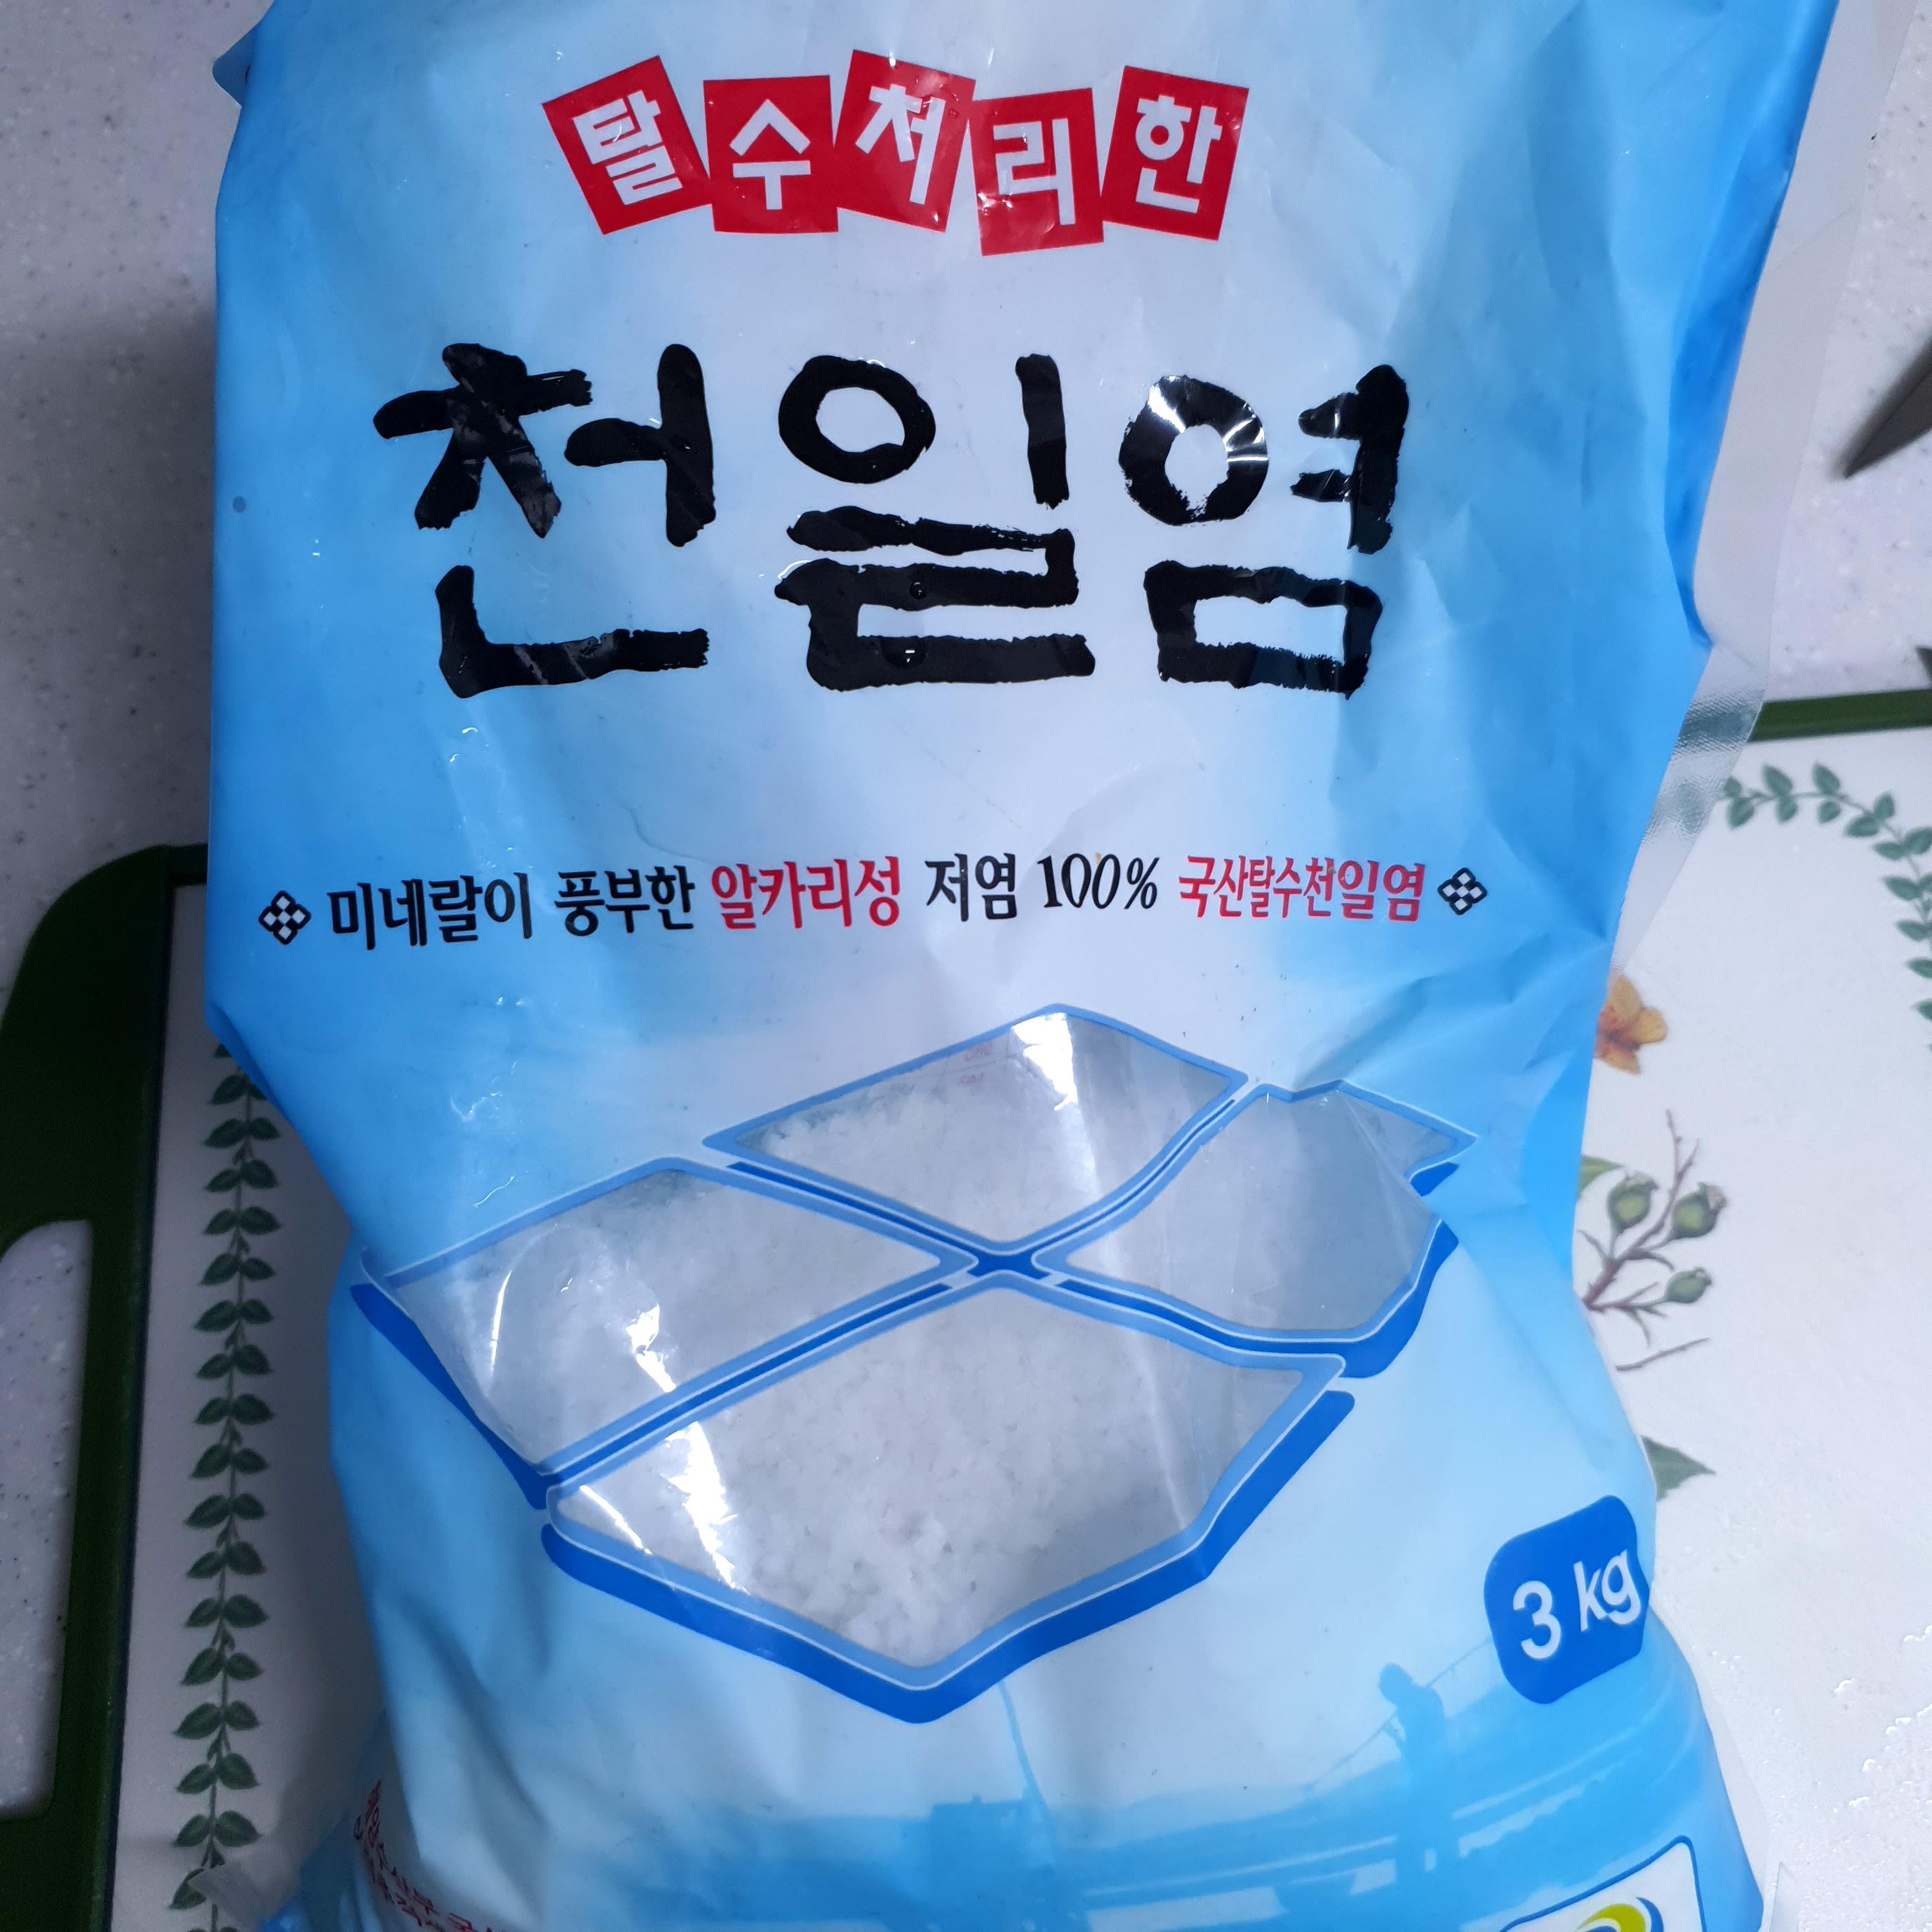 탈수처리한
천일염
미네랄이 풍부한 알카리성 저염 100% 국산탈수천일염
3 kg